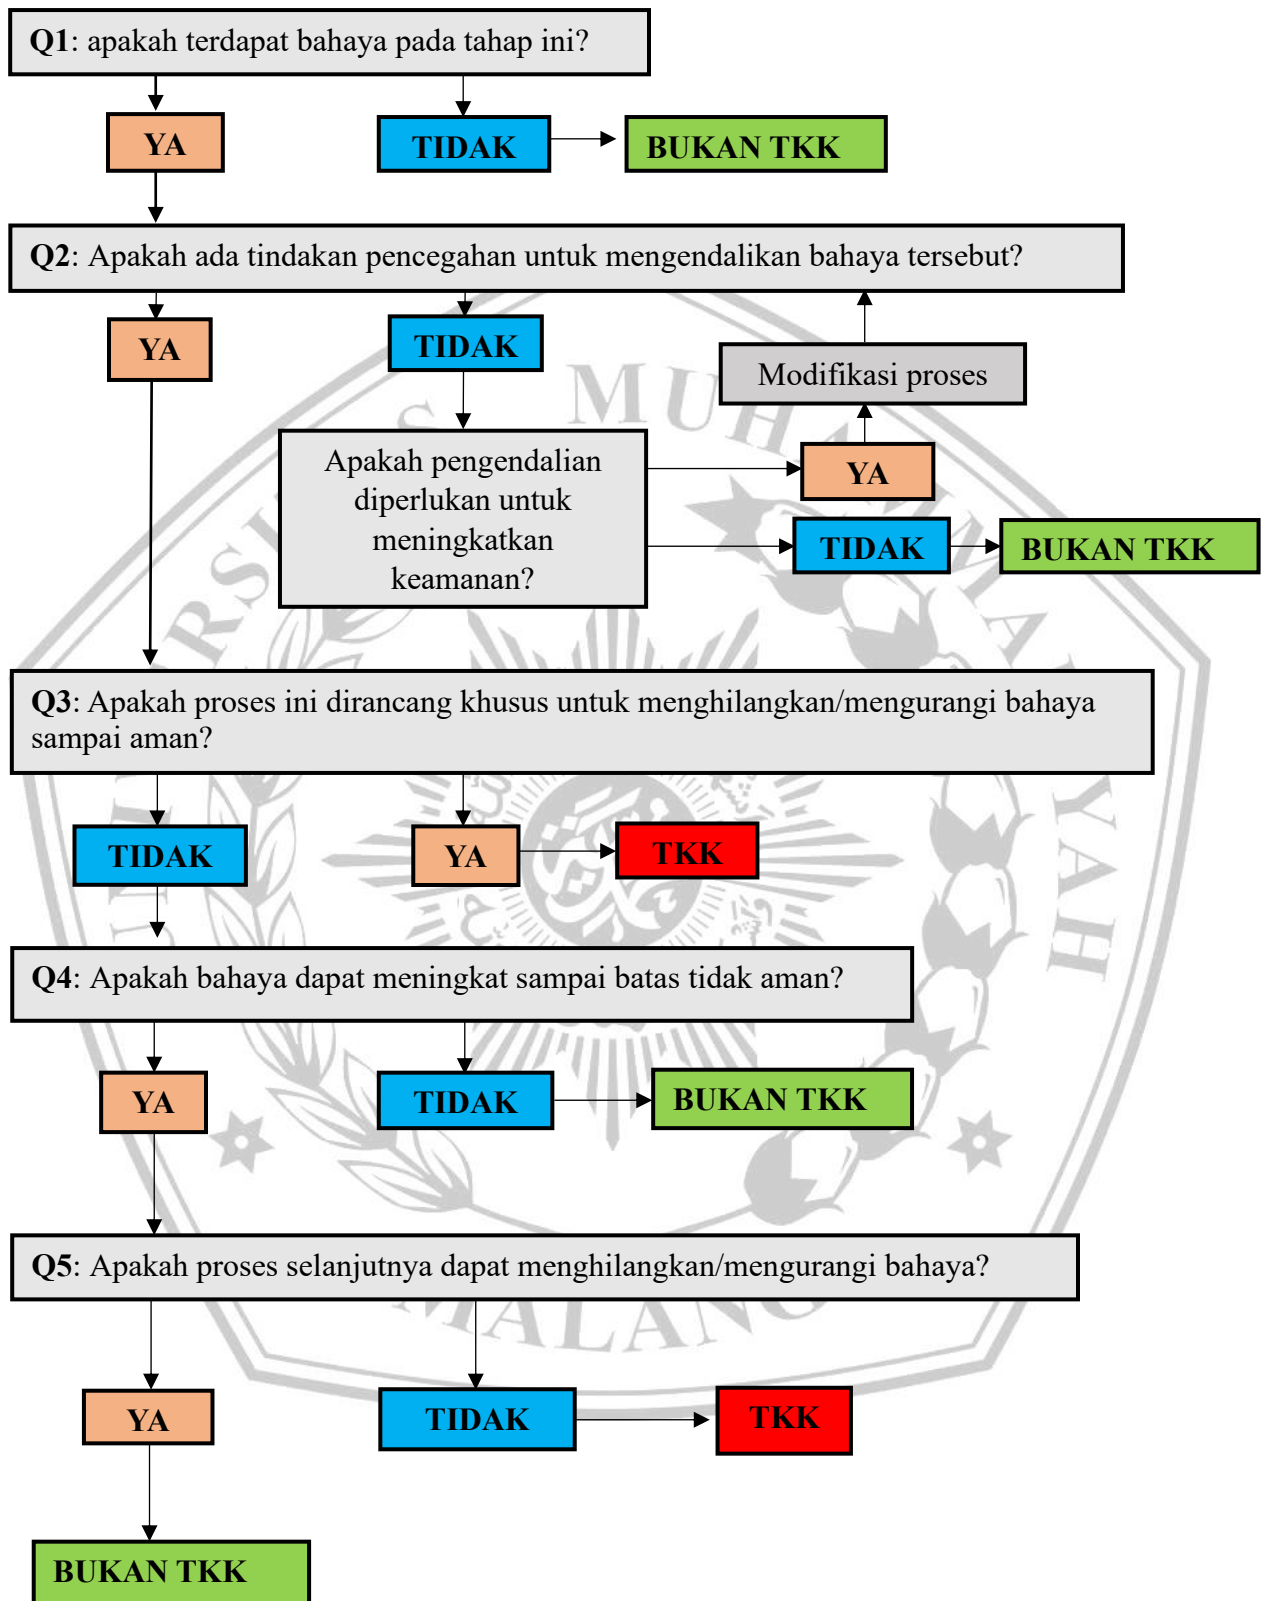 Q1: apakah terdapat bahaya pada tahap ini?
YA
TIDAK
BUKAN TKK
Q2: Apakah ada tindakan pencegahan untuk mengendalikan bahaya tersebut?
YA
TIDAK
Modifikasi proses
Apakah pengendalian
diperlukan untuk
meningkatkan
keamanan?
YA
TIDAK
BUKAN TKK
Q3: Apakah proses ini dirancang khusus untuk menghilangkan/mengurangi bahaya
sampai aman?
TIDAK
YA
TKK
Q4: Apakah bahaya dapat meningkat sampai batas tidak aman?
YA
TIDAK
BUKAN TKK
Q5: Apakah proses selanjutnya dapat menghilangkan/mengurangi bahaya?
YA
TIDAK
TKK
BUKAN TKK
MALANG